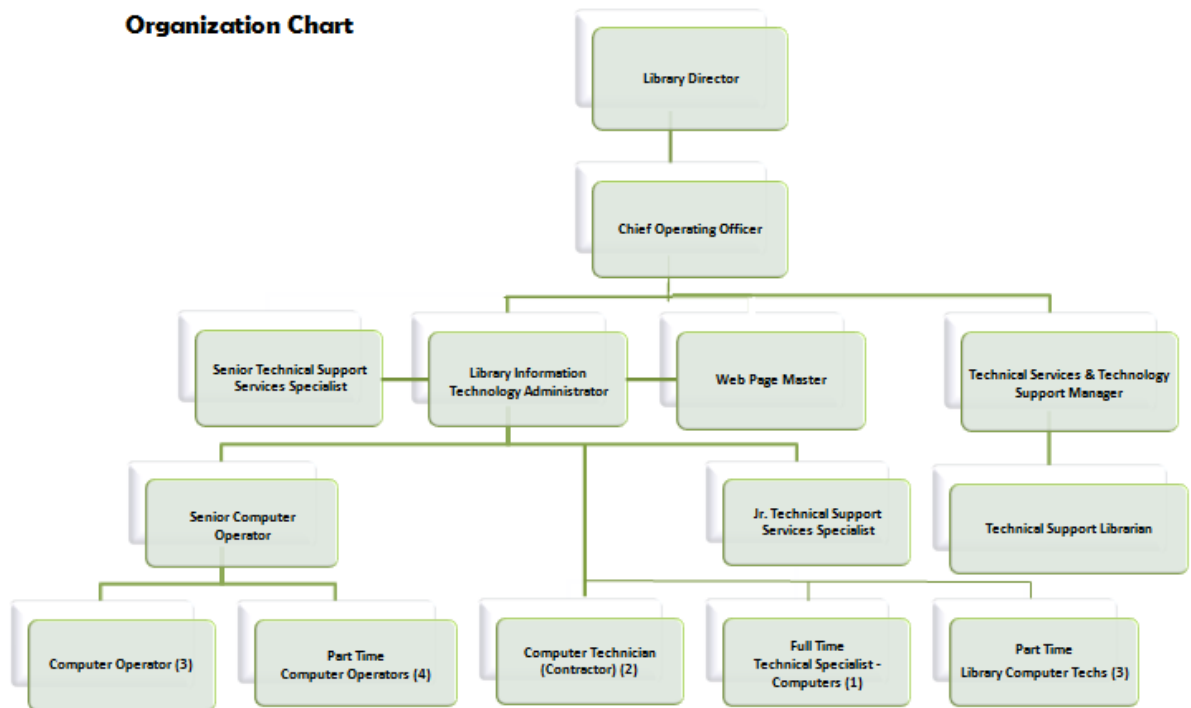 Organization Chart
Library Director
Chief Operating Officer
Senior Technical Support
Services Specialist
Library Information
Technology Administrator
Web Page Master
Technical Services & Technology
Support Manager
Senior Computer
Operator
Jr. Technical Support
Services Specialist
Technical Support Librarian
Computer Operator (3)
Part Time
Computer Operators (4)
Computer Technician
(Contractor) (2)
Full Time
Technical Specialist -
Computers (1)
Part Time
Library Computer Techs (3)